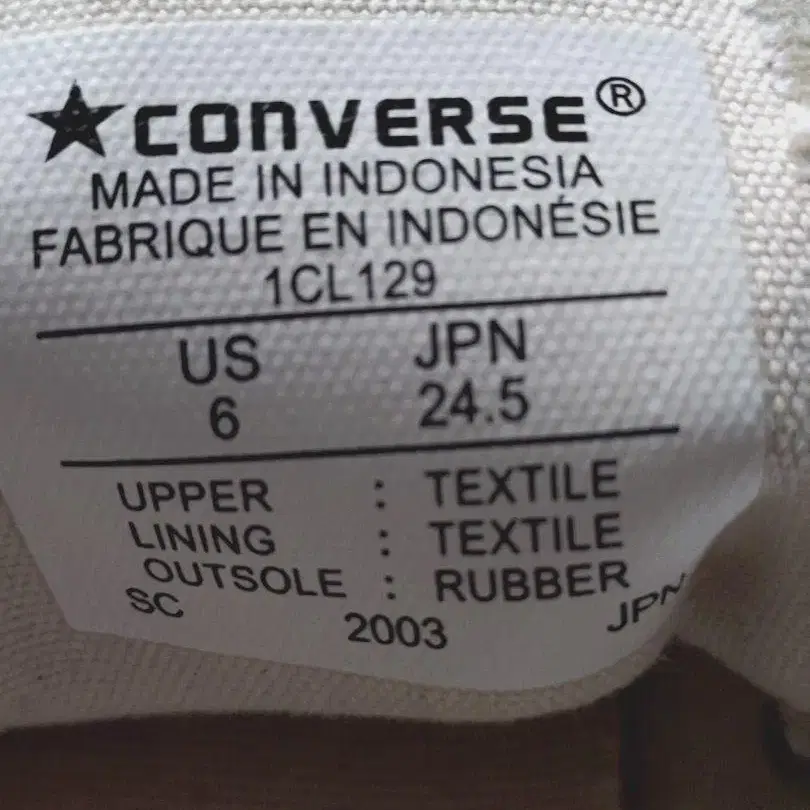 ★CONVERSE®
MADE IN INDONESIA
FABRIQUE EN INDONÉSIE
1CL129
US JPN
6 24.5
UPPER : TEXTILE
LINING : TEXTILE
OUTSOLE : RUBBER
SC 2003 JPN